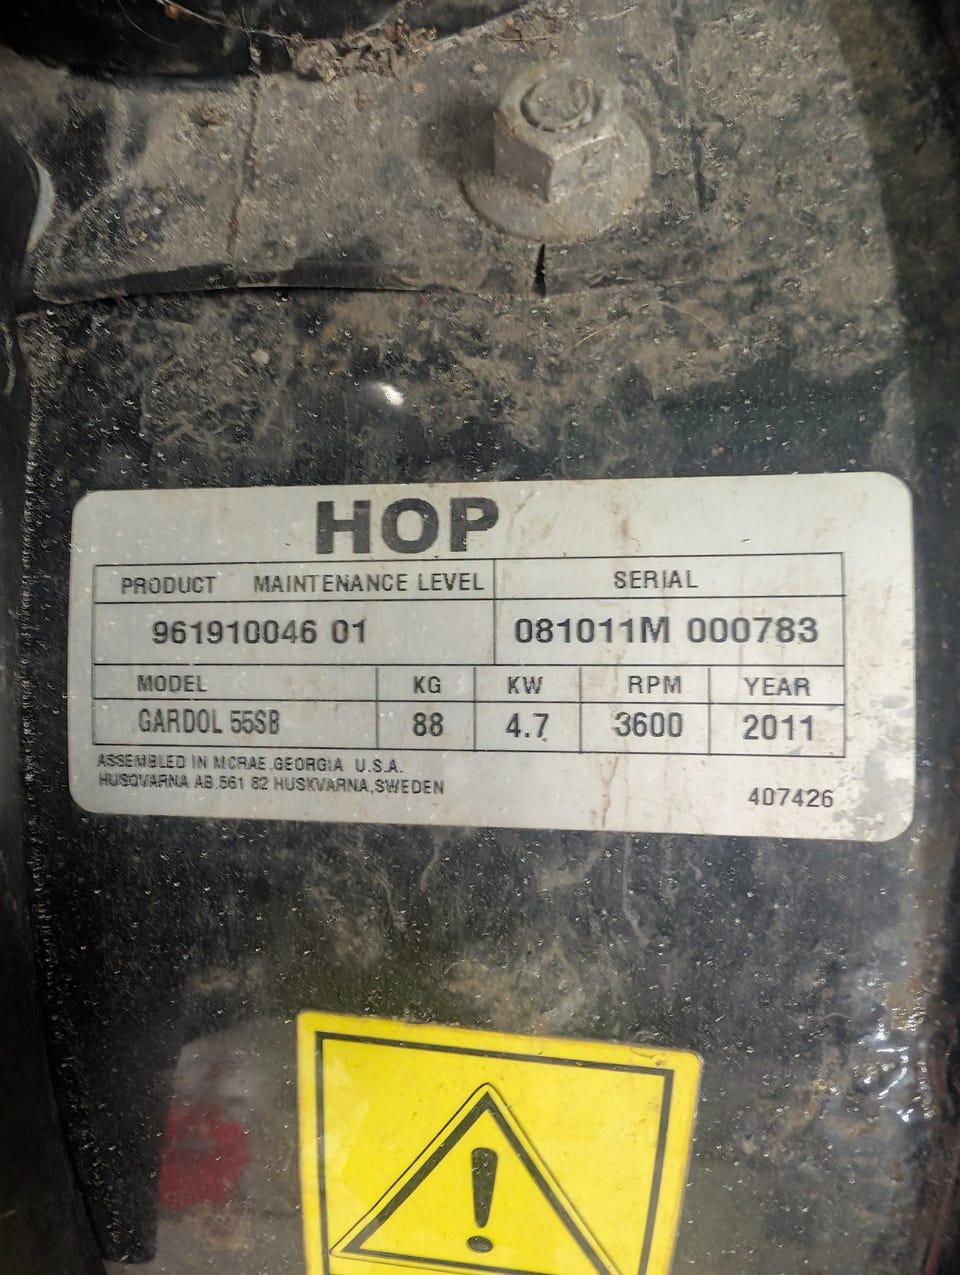 HOP
PRODUCT MAINTENANCE LEVEL SERIAL
961910046 01 081011M 000783
MODEL KG KW RPM YEAR
GARDOL 55SB 88 4.7 3600 2011
ASSEMBLED IN MCRAE,GEORGIA U.S.A.
HUSQVARNA AB,561 82 HUSKVARNA,SWEDEN
407426
!